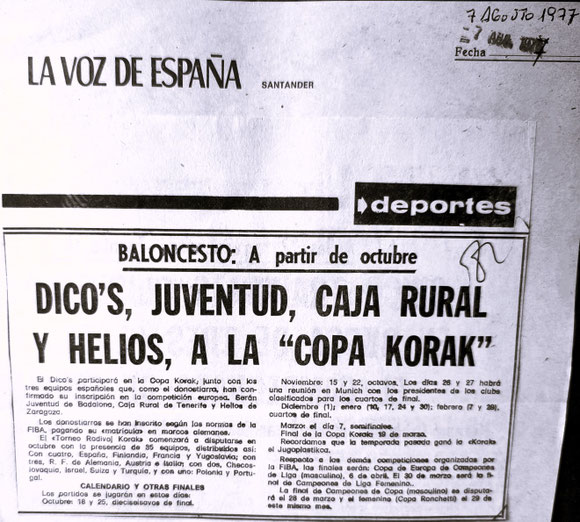 7 AGOSTO 1977
7 AGO. 1977
Fecha
LA VOZ DE ESPAÑA
SANTANDER
deportes
BALONCESTO: A partir de octubre
DICO'S, JUVENTUD, CAJA RURAL
Y HELIOS, A LA "COPA KORAK"
El Dico's participará en la Copa Korak, junto con los
tres equipos españoles que, como el donostiarra, han con-
firmado su inscripción en la competición europea. Serán
Juventud de Badalona, Caja Rural de Tenerife y Helios de
Zaragoza.
Los donostiarras se han inscrito según las normas de la
FIBA, pagando su «matrícula» en marcos alemanes.
El «Torneo Radivoj Korak» comenzará a disputarse en
octubre con la presencia de 35 equipos, distribuidos así:
Con cuatro, España, Finlandia, Francia y Yugoslavia; con
tres, R. F. de Alemania, Austria e Italia; con dos, Checos-
lovaquia, Israel, Suiza y Turquía, y con uno: Polonia y Portu-
gal.
CALENDARIO Y OTRAS FINALES
Los partidos se jugarán en estos días:
Octubre: 18 y 25, dieciseisavos de final.
Noviembre: 15 y 22, octavos. Los días 26 y 27 habrá
una reunión en Munich con los presidentes de los clubs
clasificados para los cuartos de final.
Diciembre (1); enero (10, 17, 24 y 30); febrero (7 y 28),
cuartos de final.
Marzo: el día 7, semifinales.
Final de la Copa Korak: 19 de marzo.
Recordamos que la temporada pasada ganó la «Korak»
el Jugoplastika.
Respecto a los demás competiciones organizadas por
la FIBA, las finales serán: Copa de Europa de Campeones
de Liga (masculino), 6 de abril. El 30 de marzo será la fi-
nal de Campeones de Liga Femenino.
La final de Campeones de Copa (masculino) se disputa-
rá el 28 de marzo y el femenino (Copa Ronchetti) el 29 de
este mismo mes.